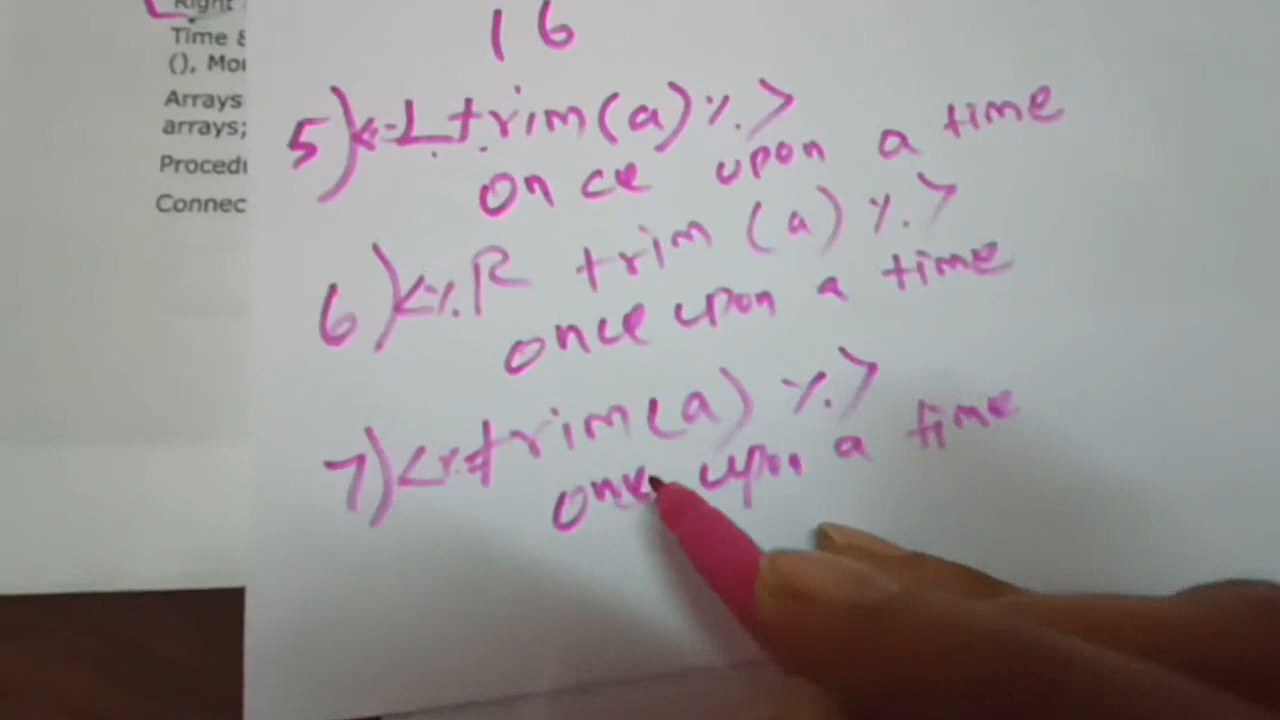 Right
Time &
(), Mo
Arrays
arrays;
Proced
Connec
16
5) <- Ltrim(a) %>
once upon a time
6) <% R trim (a) %>
once upon a time
7) <% trim(a) %>
once upon a time